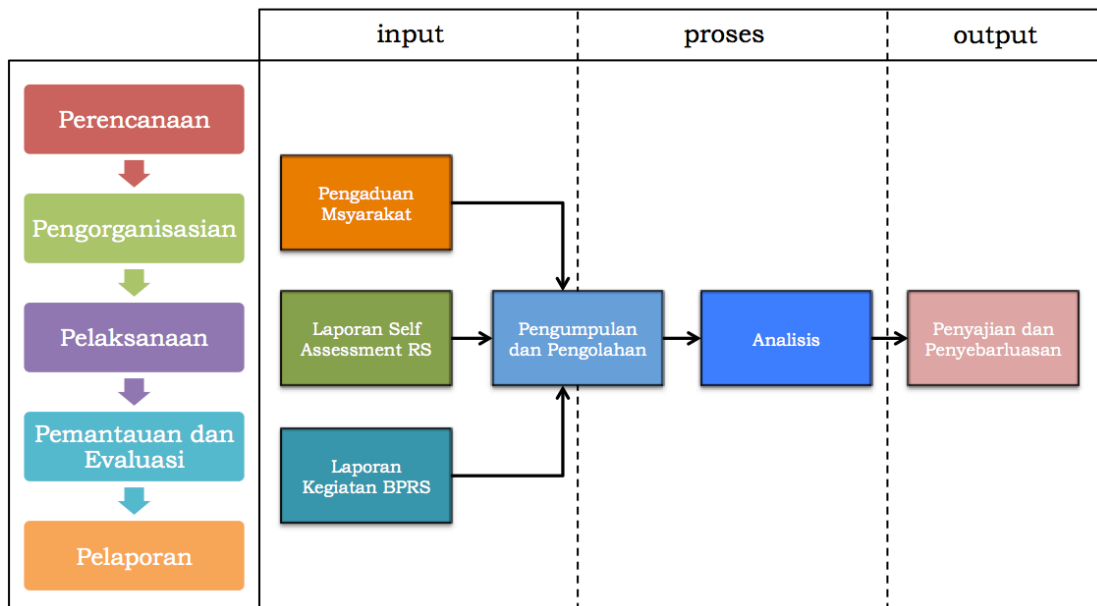 input
proses
output
Perencanaan
Pengorganisasian
Pelaksanaan
Pemantauan dan
Evaluasi
Pelaporan
Pengaduan
Msyarakat
Laporan Self
Assessment RS
Laporan
Kegiatan BPRS
Pengumpulan
dan Pengolahan
Analisis
Penyajian dan
Penyebarluasan